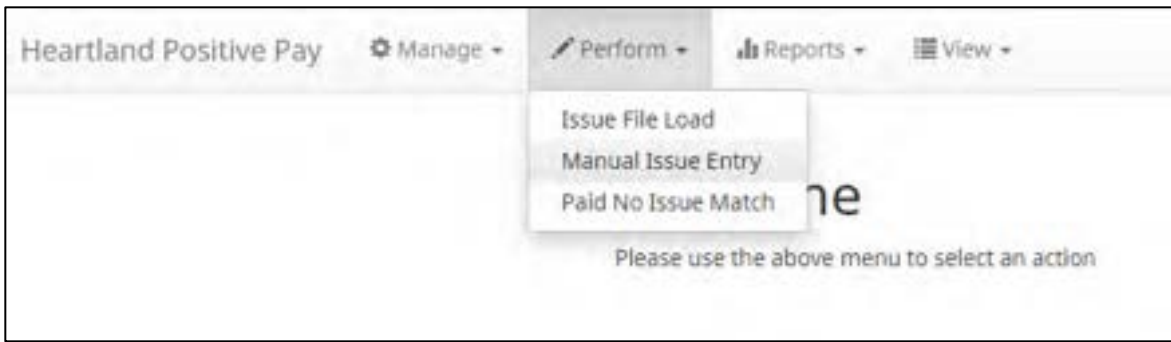 Heartland Positive Pay Manage Perform Reports View
Issue File Load
Manual Issue Entry
Paid No Issue Match
Please use the above menu to select an action